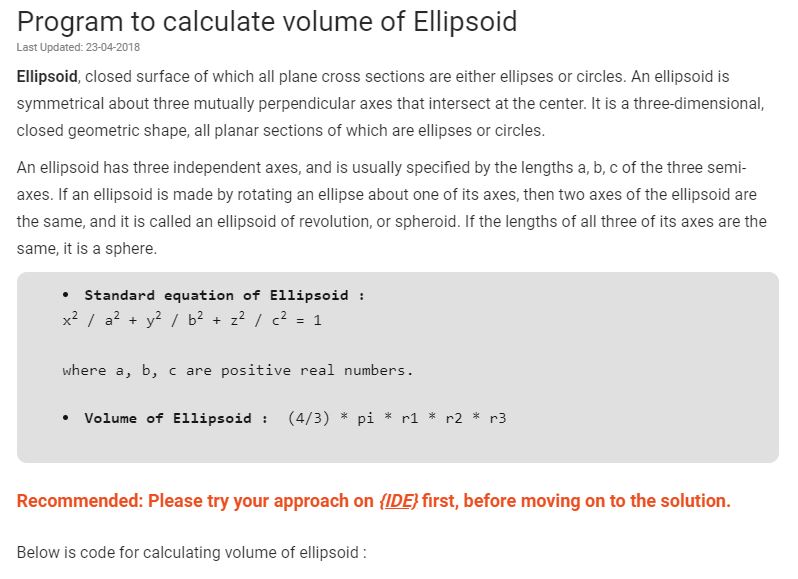 Program to calculate volume of Ellipsoid
Last Updated: 23-04-2018
Ellipsoid, closed surface of which all plane cross sections are either ellipses or circles. An ellipsoid is
symmetrical about three mutually perpendicular axes that intersect at the center. It is a three-dimensional,
closed geometric shape, all planar sections of which are ellipses or circles.
An ellipsoid has three independent axes, and is usually specified by the lengths a, b, c of the three semi-
axes. If an ellipsoid is made by rotating an ellipse about one of its axes, then two axes of the ellipsoid are
the same, and it is called an ellipsoid of revolution, or spheroid. If the lengths of all three of its axes are the
same, it is a sphere.
• Standard equation of Ellipsoid :
x² / a² + y² / b² + z² / c² = 1
where a, b, c are positive real numbers.
• Volume of Ellipsoid : (4/3) * pi * r1 * r2 * r3
Recommended: Please try your approach on {IDE} first, before moving on to the solution.
Below is code for calculating volume of ellipsoid :